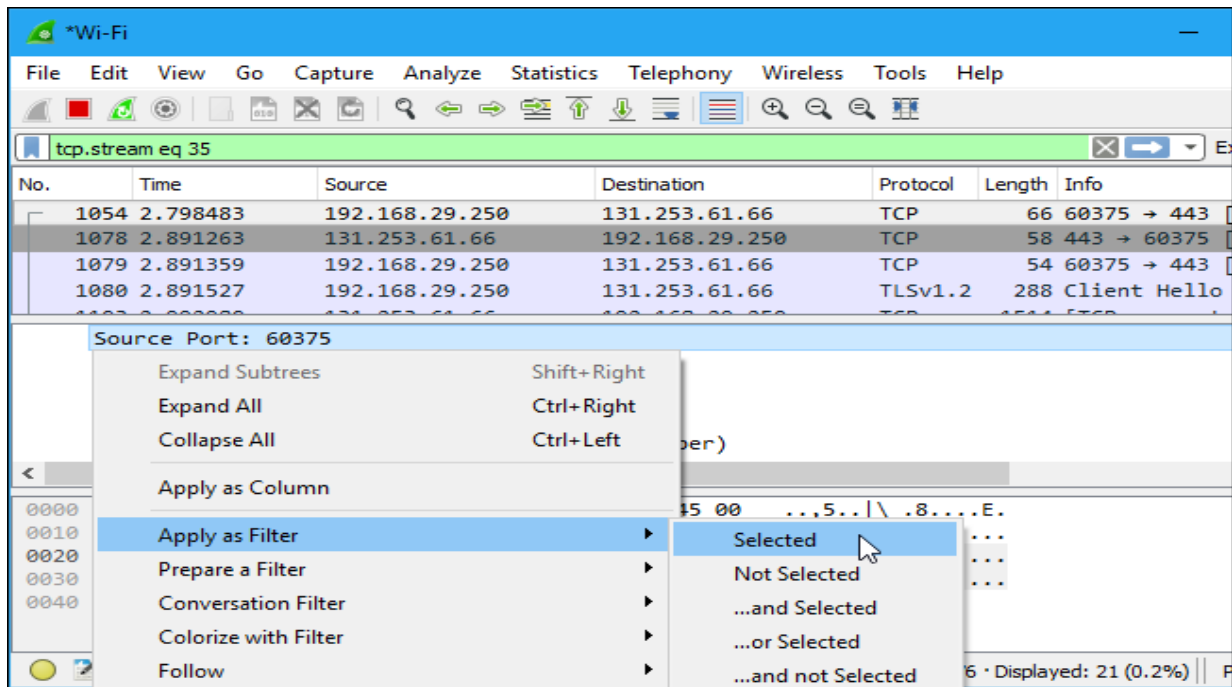 *Wi-Fi
File Edit View Go Capture Analyze Statistics Telephony Wireless Tools Help
tcp.stream eq 35
No. Time Source Destination Protocol Length Info
1054 2.798483 192.168.29.250 131.253.61.66 TCP 66 60375 → 443 [
1078 2.891263 131.253.61.66 192.168.29.250 TCP 58 443 → 60375 [
1079 2.891359 192.168.29.250 131.253.61.66 TCP 54 60375 → 443 [
1080 2.891527 192.168.29.250 131.253.61.66 TLSv1.2 288 Client Hello
Source Port: 60375
Expand Subtrees Shift+Right
Expand All Ctrl+Right
Collapse All Ctrl+Left ber)
Apply as Column
0000 45 00 ..,5..|\ .8....E.
0010 Apply as Filter Selected ...
0020 ...
0030 Prepare a Filter Not Selected ...
0040 Conversation Filter ...and Selected
Colorize with Filter ...or Selected
Follow ...and not Selected 6 · Displayed: 21 (0.2%)